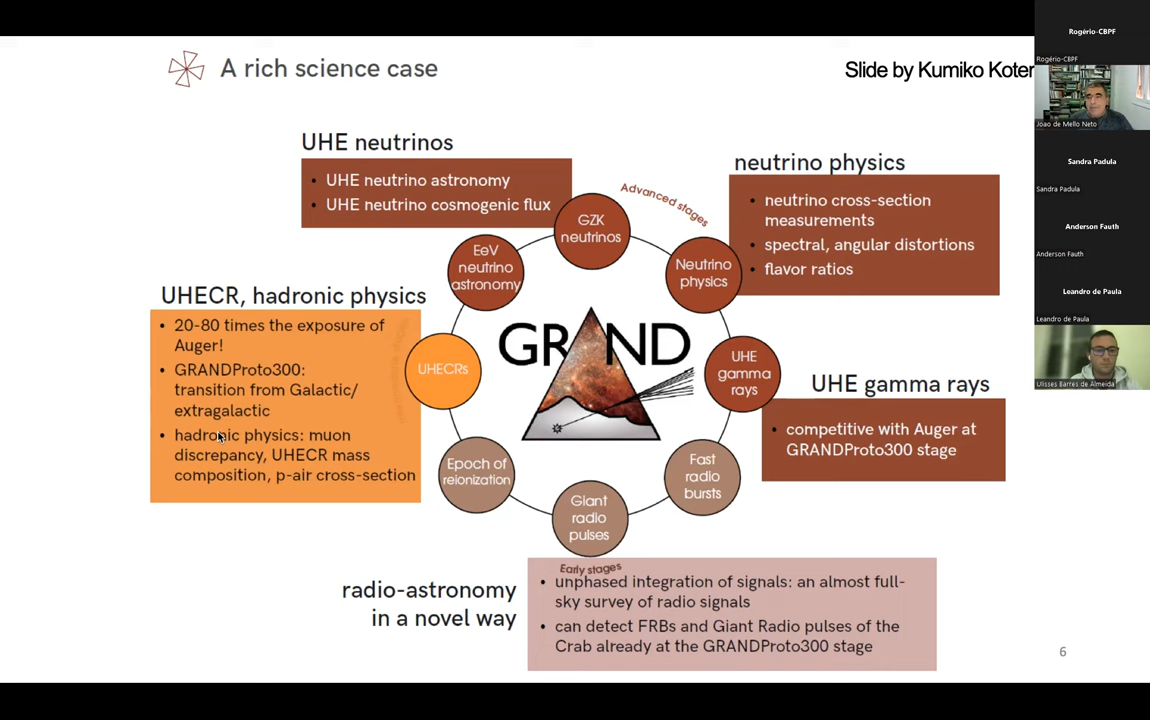 A rich science case
Slide by Kumiko Koter
UHE neutrinos
• UHE neutrino astronomy
• UHE neutrino cosmogenic flux
neutrino physics
• neutrino cross-section
measurements
• spectral, angular distortions
• flavor ratios
UHECR, hadronic physics
• 20-80 times the exposure of
Auger!
• GRANDProto300:
transition from Galactic/
extragalactic
• hadronic physics: muon
discrepancy, UHECR mass
composition, p-air cross-section
Advanced stages
GZK
neutrinos
EeV
neutrino
astronomy
Neutrino
physics
UHECRs
GRAND
UHE
gamma
rays
Epoch of
reionization
Giant
radio
pulses
Fast
radio
bursts
Early stages
UHE gamma rays
• competitive with Auger at
GRANDProto300 stage
radio-astronomy
in a novel way
• unphased integration of signals: an almost full-
sky survey of radio signals
• can detect FRBs and Giant Radio pulses of the
Crab already at the GRANDProto300 stage
6
Rogério-CBPF
Rogério-CBPF
Joao de Mello Neto
Sandra Padula
Sandra Padula
Anderson Fauth
Anderson Fauth
Leandro de Paula
Leandro de Paula
Ulisses Barres de Almeida